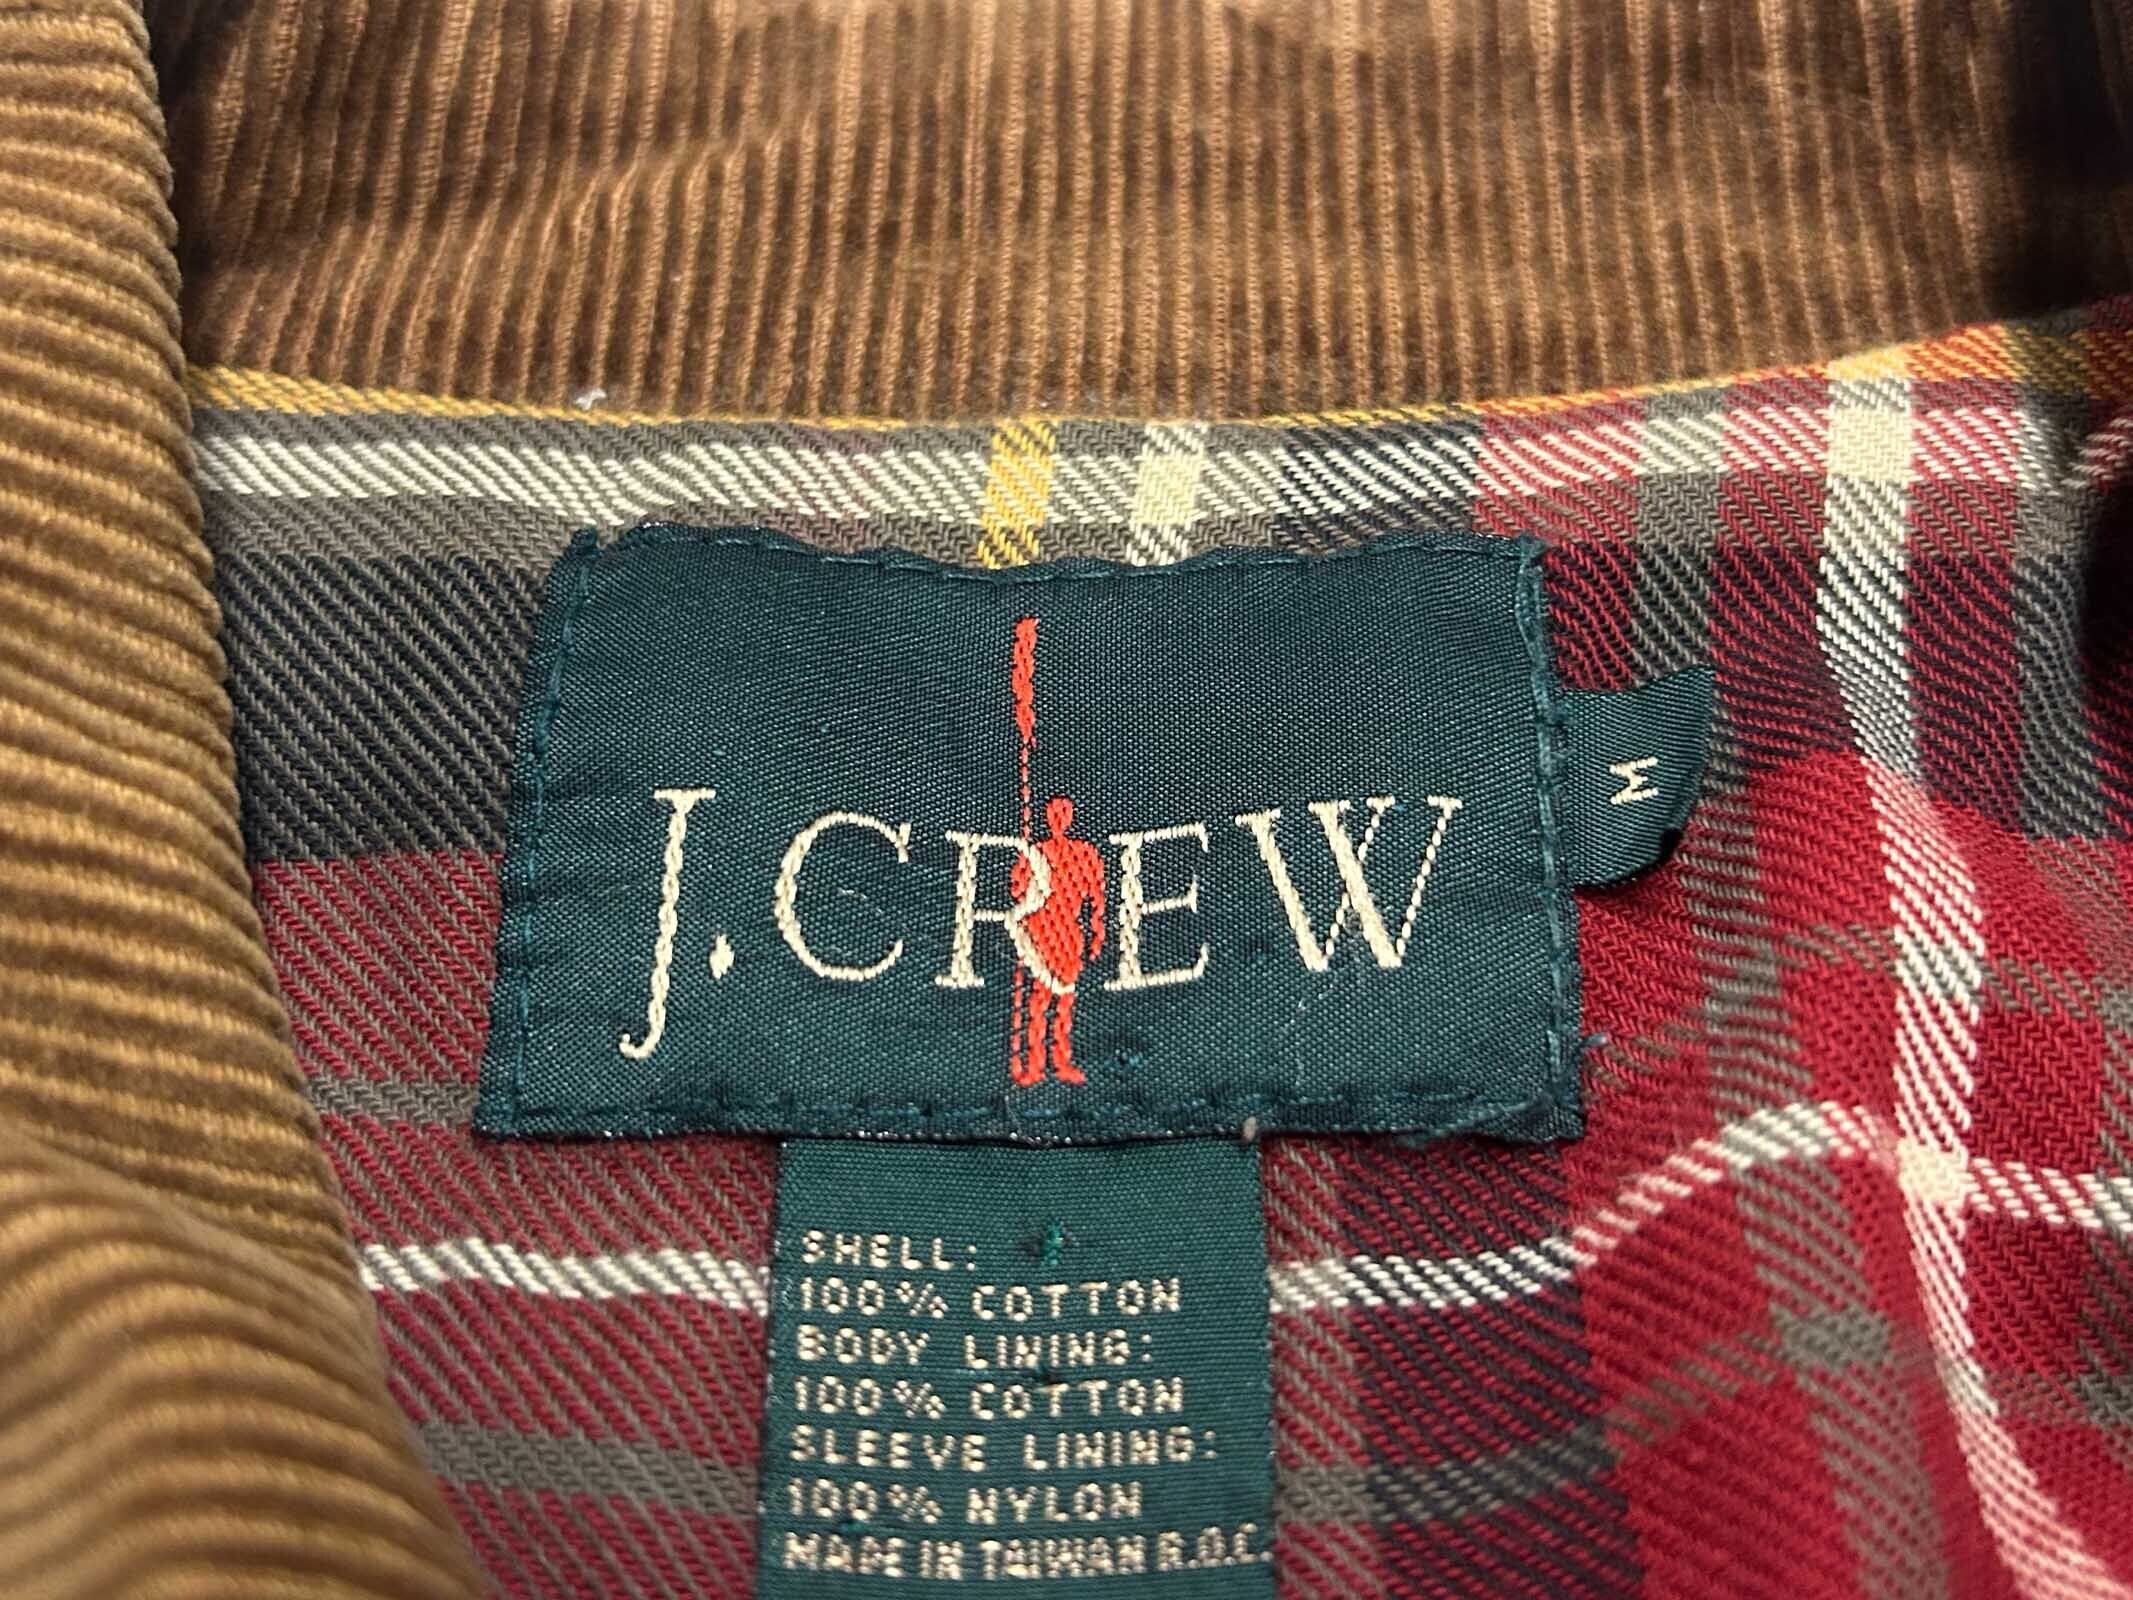 J.CREW
M
SHELL:
100% COTTON
BODY LINING:
100% COTTON
SLEEVE LINING:
100% NYLON
MADE IN TAIWAN R.O.C.